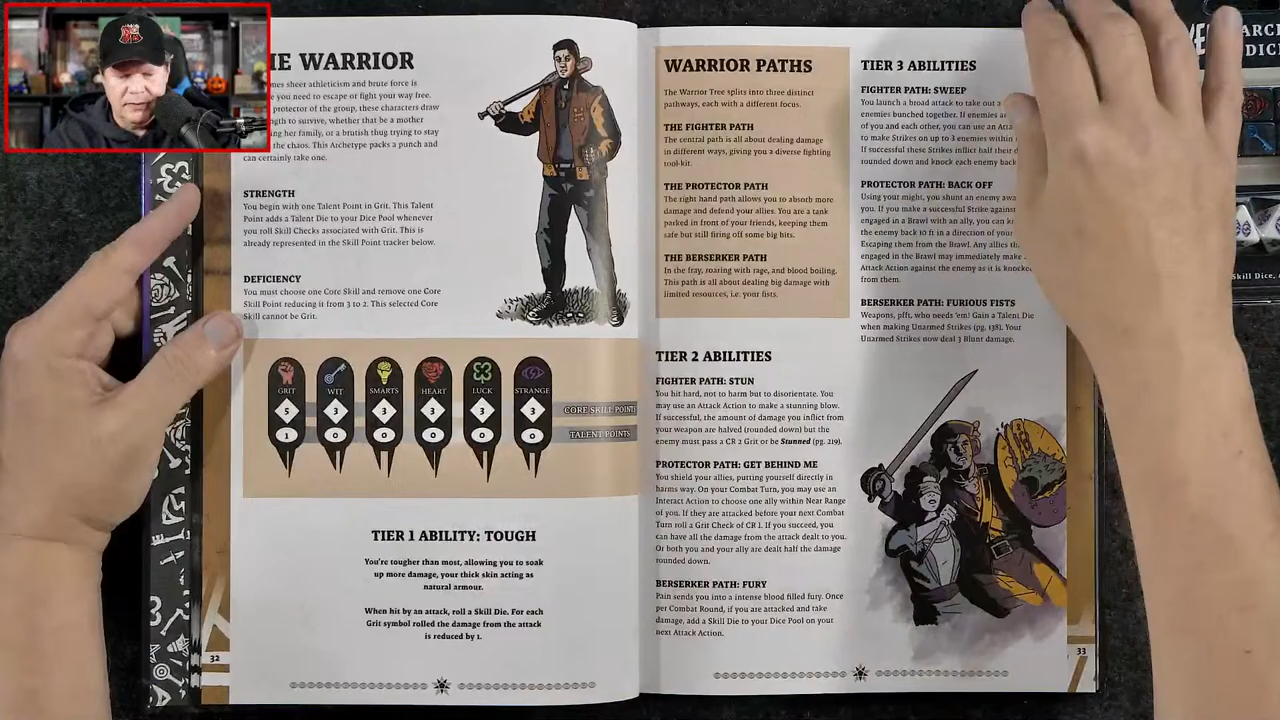 E WARRIOR
mes sheer athleticism and brute force is
e you need to escape or fight your way free.
protector of the group, these characters draw
ngth to survive, whether that be a mother
ing her family, or a brutish thug trying to stay
the chaos. This Archetype packs a punch and
can certainly take one.
STRENGTH
You begin with one Talent Point in Grit. This Talent
Point adds a Talent Die to your Dice Pool whenever
you roll Skill Checks associated with Grit. This is
already represented in the Skill Point tracker below.
DEFICIENCY
You must choose one Core Skill and remove one Core
Skill Point reducing it from 3 to 2. This selected Core
Skill cannot be Grit.
GRIT WIT SMARTS HEART LUCK STRANGE
5 3 3 3 3 3 CORE SKILL POINTS
1 0 0 0 0 0 TALENT POINTS
TIER 1 ABILITY: TOUGH
You're tougher than most, allowing you to soak
up more damage, your thick skin acting as
natural armour.
When hit by an attack, roll a Skill Die. For each
Grit symbol rolled the damage from the attack
is reduced by 1.
32
WARRIOR PATHS
The Warrior Tree splits into three distinct
pathways, each with a different focus.
THE FIGHTER PATH
The central path is all about dealing damage
in different ways, giving you a diverse fighting
tool-kit.
THE PROTECTOR PATH
The right hand path allows you to absorb more
damage and defend your allies. You are a tank
parked in front of your friends, keeping them
safe but still firing off some big hits.
THE BERSERKER PATH
In the fray, roaring with rage, and blood boiling.
This path is all about dealing big damage with
limited resources, i.e. your fists.
TIER 2 ABILITIES
FIGHTER PATH: STUN
You hit hard, not to harm but to disorientate. You
may use an Attack Action to make a stunning blow.
If successful, the amount of damage you inflict from
your weapon are halved (rounded down) but the
enemy must pass a CR 2 Grit or be Stunned (pg. 219).
PROTECTOR PATH: GET BEHIND ME
You shield your allies, putting yourself directly in
harms way. On your Combat Turn, you may use an
Interact Action to choose one ally within Near Range
of you. If they are attacked before your next Combat
Turn roll a Grit Check of CR 1. If you succeed, you
can have all the damage from the attack dealt to you.
Or both you and your ally are dealt half the damage
rounded down.
BERSERKER PATH: FURY
Pain sends you into a intense blood filled fury. Once
per Combat Round, if you are attacked and take
damage, add a Skill Die to your Dice Pool on your
next Attack Action.
TIER 3 ABILITIES
FIGHTER PATH: SWEEP
You launch a broad attack to take out a
enemies bunched together. If enemies ar
of you and each other, you can use an Atta
to make Strikes on up to 3 enemies within
If successful these Strikes inflict half their d
rounded down and knock each enemy back
PROTECTOR PATH: BACK OFF
Using your might, you shunt an enemy awa
you. If you make a successful Strike against
engaged in a Brawl with an ally, you can ki
the enemy back 10 ft in a direction of your
Escaping them from the Brawl. Any allies th
engaged in the Brawl may immediately make
Attack Action against the enemy as it is knocke
from them.
BERSERKER PATH: FURIOUS FISTS
Weapons, pfft, who needs 'em! Gain a Talent Die
when making Unarmed Strikes (pg. 138). Your
Unarmed Strikes now deal 3 Blunt damage.
33
ARC
DIC
Skill Dice,